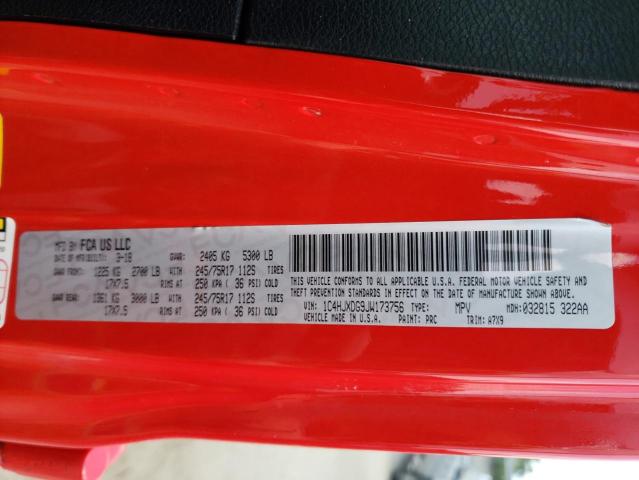 MFD BY FCA US LLC
DATE OF MFR(BUILT): 3-18 GVWR: 2405 KG 5300 LB
GAWR FRONT: 1225 KG 2700 LB WITH 245/75R17 112S TIRES
17X7.5 RIMS AT 250 KPA ( 36 PSI) COLD
GAWR REAR: 1361 KG 3000 LB WITH 245/75R17 112S TIRES
17X7.5 RIMS AT 250 KPA ( 36 PSI) COLD
THIS VEHICLE CONFORMS TO ALL APPLICABLE U.S.A. FEDERAL MOTOR VEHICLE SAFETY AND
THEFT PREVENTION STANDARDS IN EFFECT ON THE DATE OF MANUFACTURE SHOWN ABOVE.
VIN: 1C4HJXDG9JW173756 TYPE: MPV MDH: 032815 322AA
VEHICLE MADE IN U.S.A. PAINT: PRC TRIM: A7X9